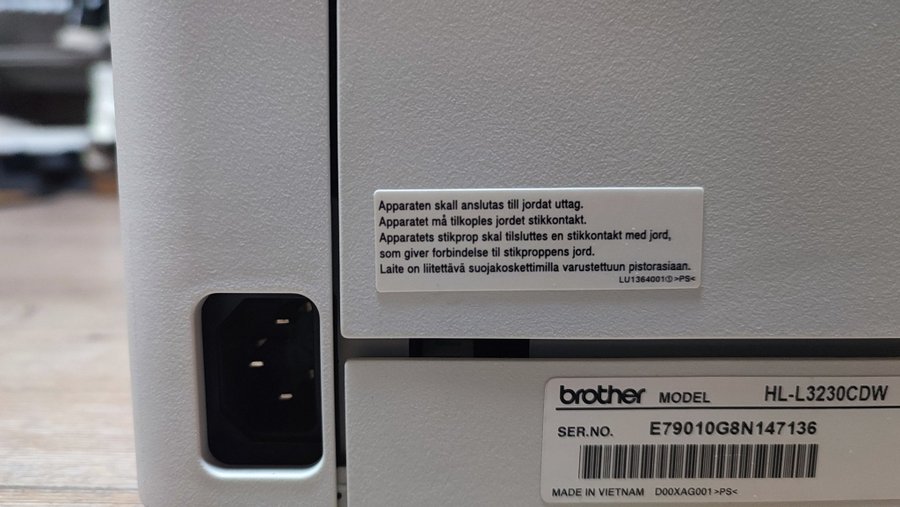 Apparaten skall anslutas till jordat uttag.
Apparatet må tilkoples jordet stikkontakt.
Apparatets stikprop skal tilsluttes en stikkontakt med jord,
som giver forbindelse til stikproppens jord.
Laite on liitettävä suojakoskettimilla varustettuun pistorasiaan.
LU1364001① >PS<
brother MODEL HL-L3230CDW
SER.NO. E79010G8N147136
MADE IN VIETNAM D00XAG001 >PS<